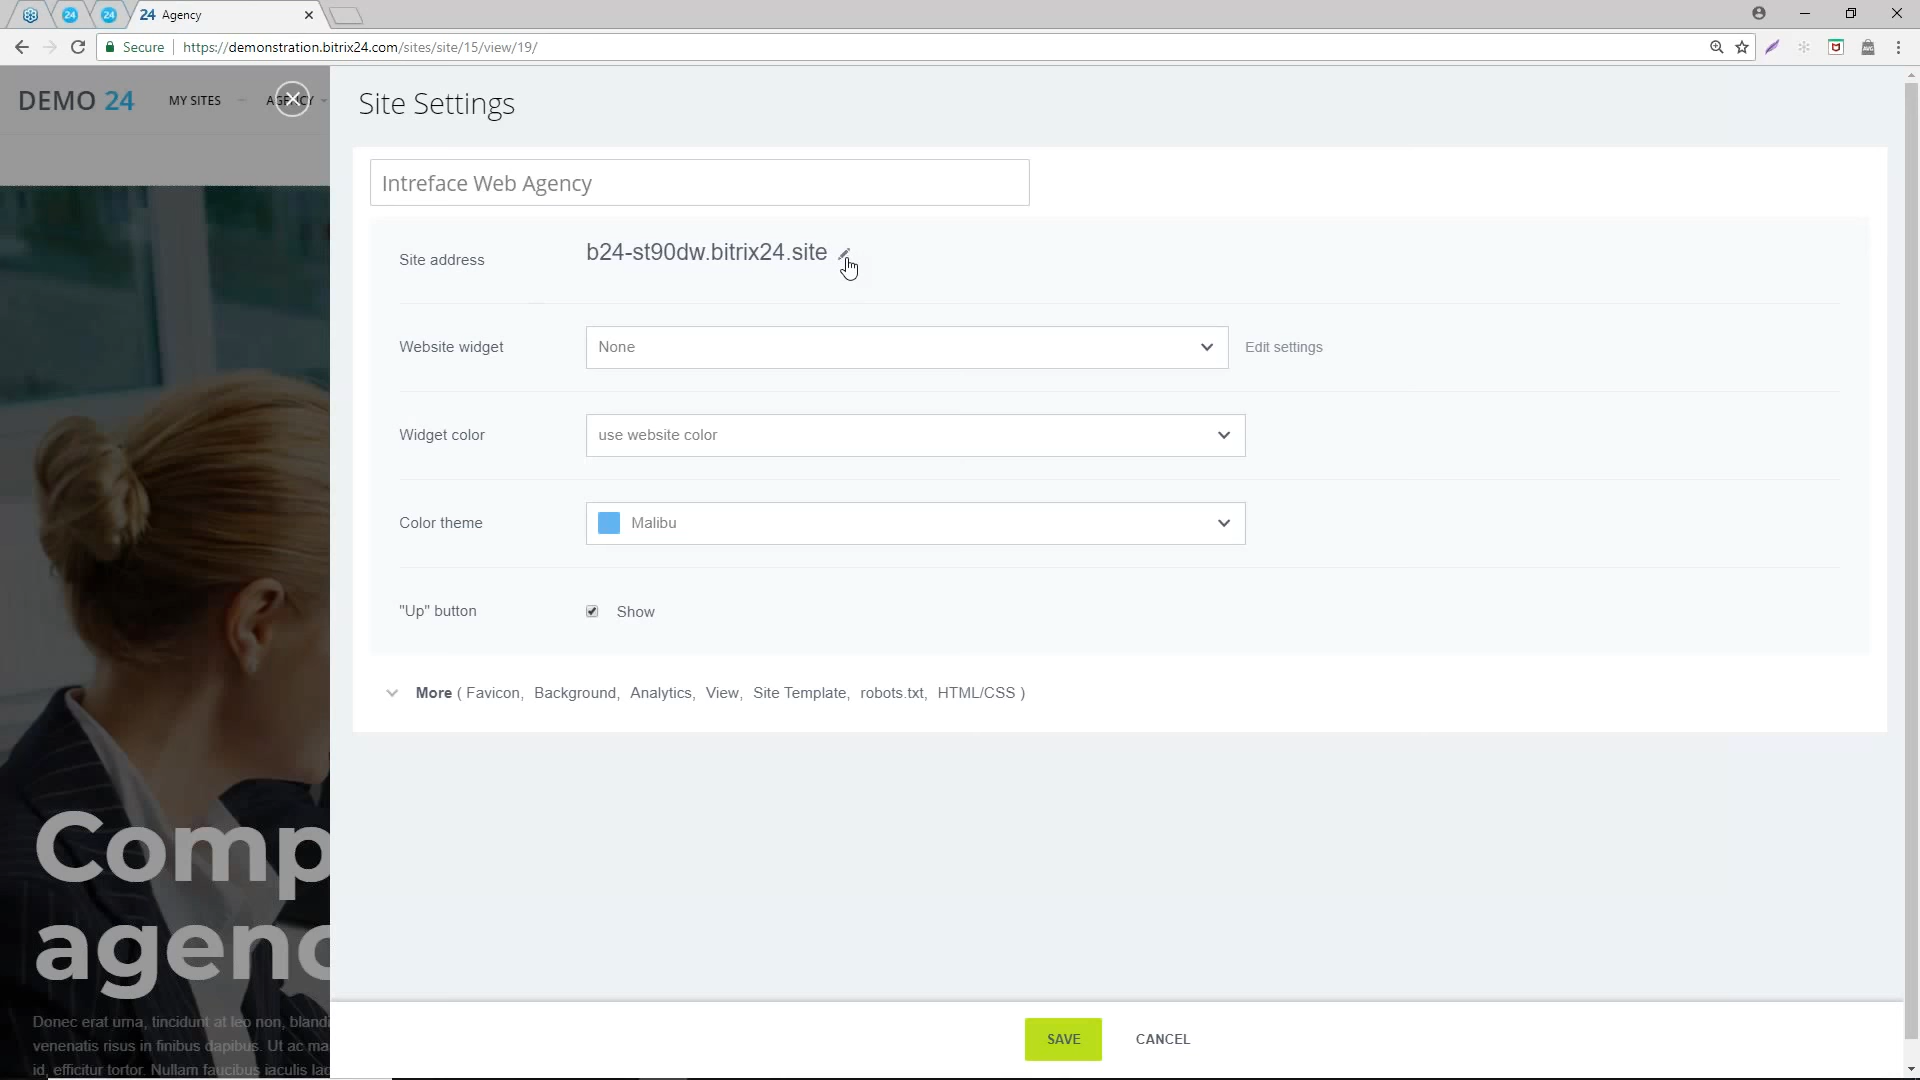 24 Agency
Secure https://demonstration.bitrix24.com/sites/site/15/view/19/
DEMO 24 MY SITES AGENCY
Site Settings
Intreface Web Agency
Site address b24-st90dw.bitrix24.site
Website widget None Edit settings
Widget color use website color
Color theme Malibu
"Up" button Show
More ( Favicon, Background, Analytics, View, Site Template, robots.txt, HTML/CSS )
Comp
agenc
Donec erat urna, tincidunt at leo non, blandi
venenatis risus in finibus dapibus. Ut ac ma
id, efficitur tortor. Nullam faucibus iaculis lac
SAVE CANCEL